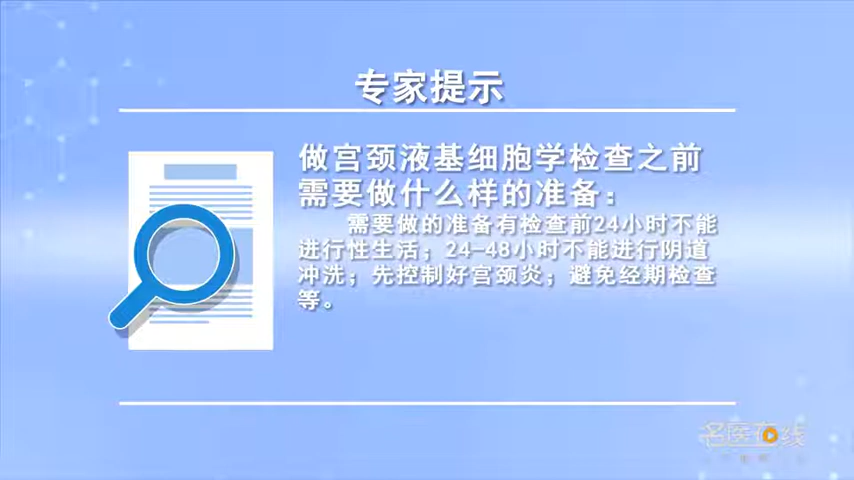 专家提示
做宫颈液基细胞学检查之前
需要做什么样的准备：
需要做的准备有检查前24小时不能
进行性生活；24-48小时不能进行阴道
冲洗；先控制好宫颈炎；避免经期检查
等。
名医在线